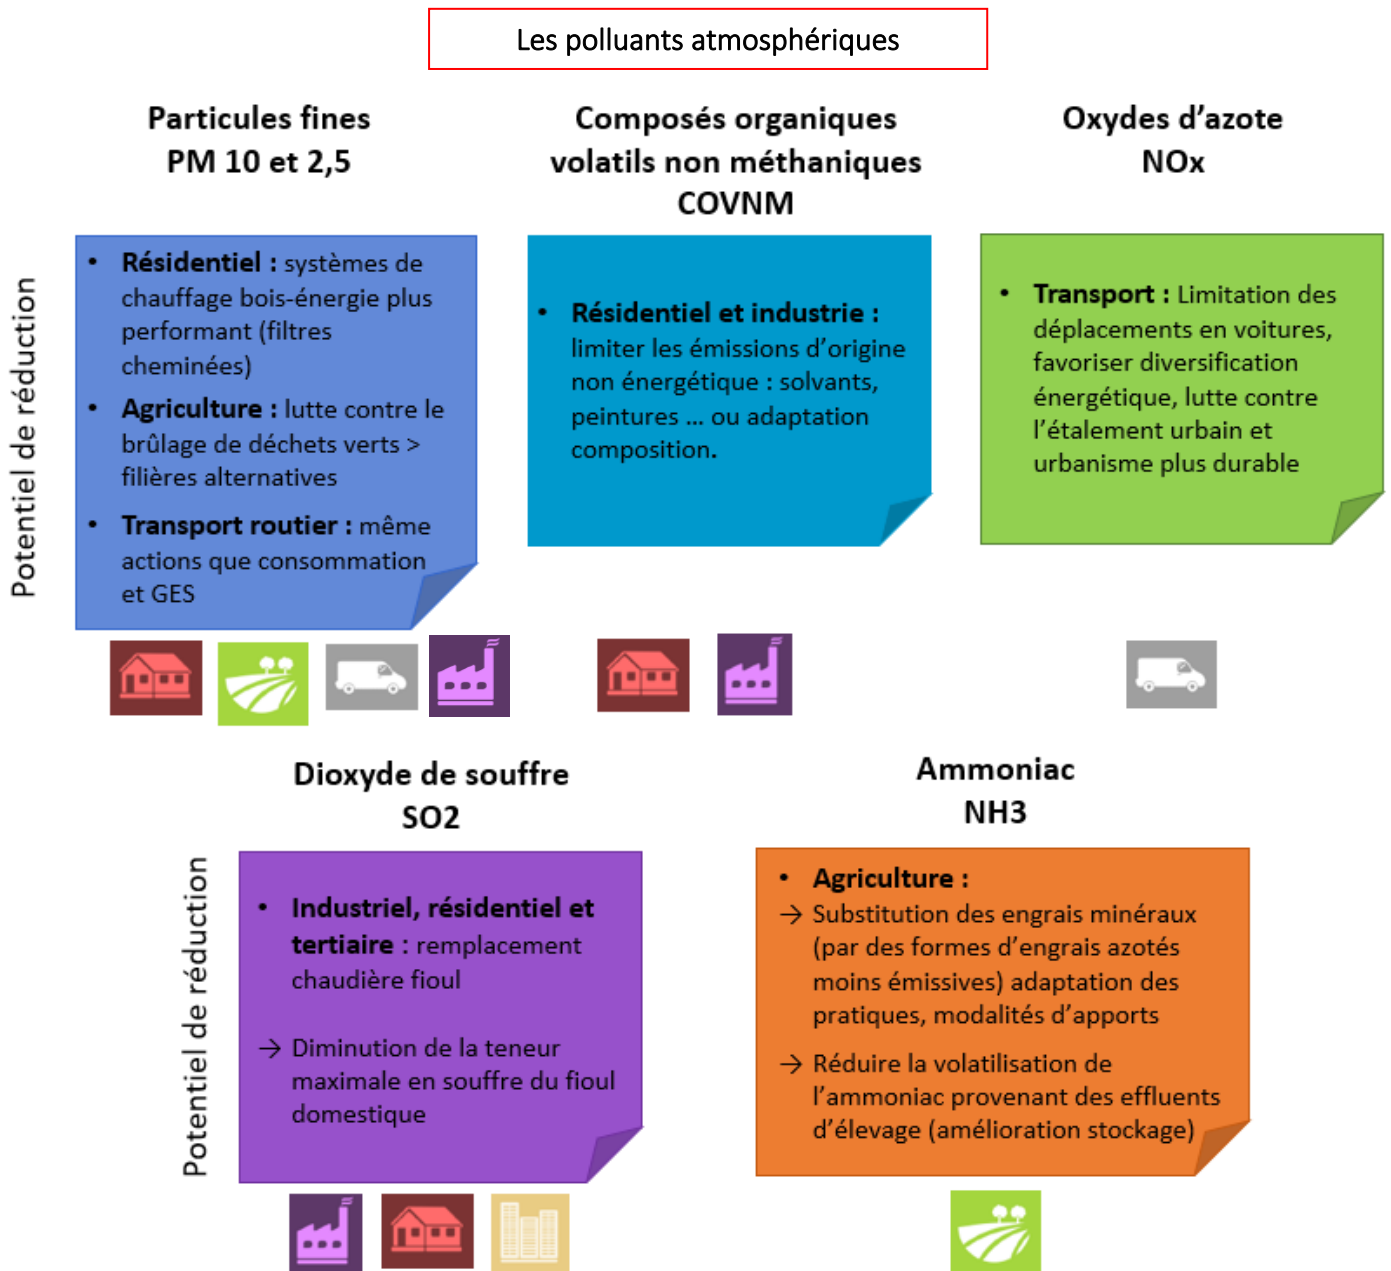 Les polluants atmosphériques
Particules fines
PM 10 et 2,5
Composés organiques
volatils non méthaniques
COVNM
Oxydes d’azote
NOx
Potentiel de réduction
• Résidentiel : systèmes de
chauffage bois-énergie plus
performant (filtres
cheminées)
• Agriculture : lutte contre le
brûlage de déchets verts >
filières alternatives
• Transport routier : même
actions que consommation
et GES
• Résidentiel et industrie :
limiter les émissions d’origine
non énergétique : solvants,
peintures ... ou adaptation
composition.
• Transport : Limitation des
déplacements en voitures,
favoriser diversification
énergétique, lutte contre
l’étalement urbain et
urbanisme plus durable
Dioxyde de souffre
SO2
Ammoniac
NH3
Potentiel de réduction
• Industriel, résidentiel et
tertiaire : remplacement
chaudière fioul
→ Diminution de la teneur
maximale en souffre du fioul
domestique
• Agriculture :
→ Substitution des engrais minéraux
(par des formes d’engrais azotés
moins émissives) adaptation des
pratiques, modalités d’apports
→ Réduire la volatilisation de
l’ammoniac provenant des effluents
d’élevage (amélioration stockage)